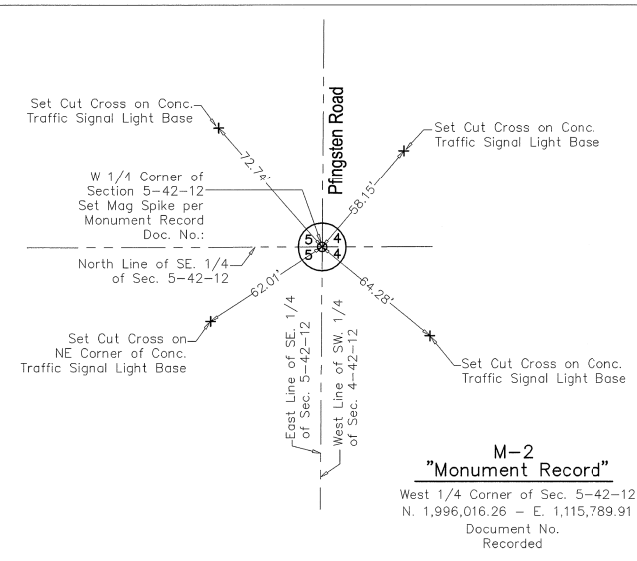 Set Cut Cross on Conc.
Traffic Signal Light Base
72.74'
Pfingsten Road
Set Cut Cross on Conc.
Traffic Signal Light Base
58.15'
W 1/4 Corner of
Section 5-42-12
Set Mag Spike per
Monument Record
Doc. No.:
5 4
5 4
North Line of SE. 1/4
of Sec. 5-42-12
62.01'
64.28'
Set Cut Cross on
NE Corner of Conc.
Traffic Signal Light Base
East Line of SE. 1/4
of Sec. 5-42-12
West Line of SW. 1/4
of Sec. 4-42-12
Set Cut Cross on Conc.
Traffic Signal Light Base
M-2
"Monument Record"
West 1/4 Corner of Sec. 5-42-12
N. 1,996,016.26 - E. 1,115,789.91
Document No.
Recorded